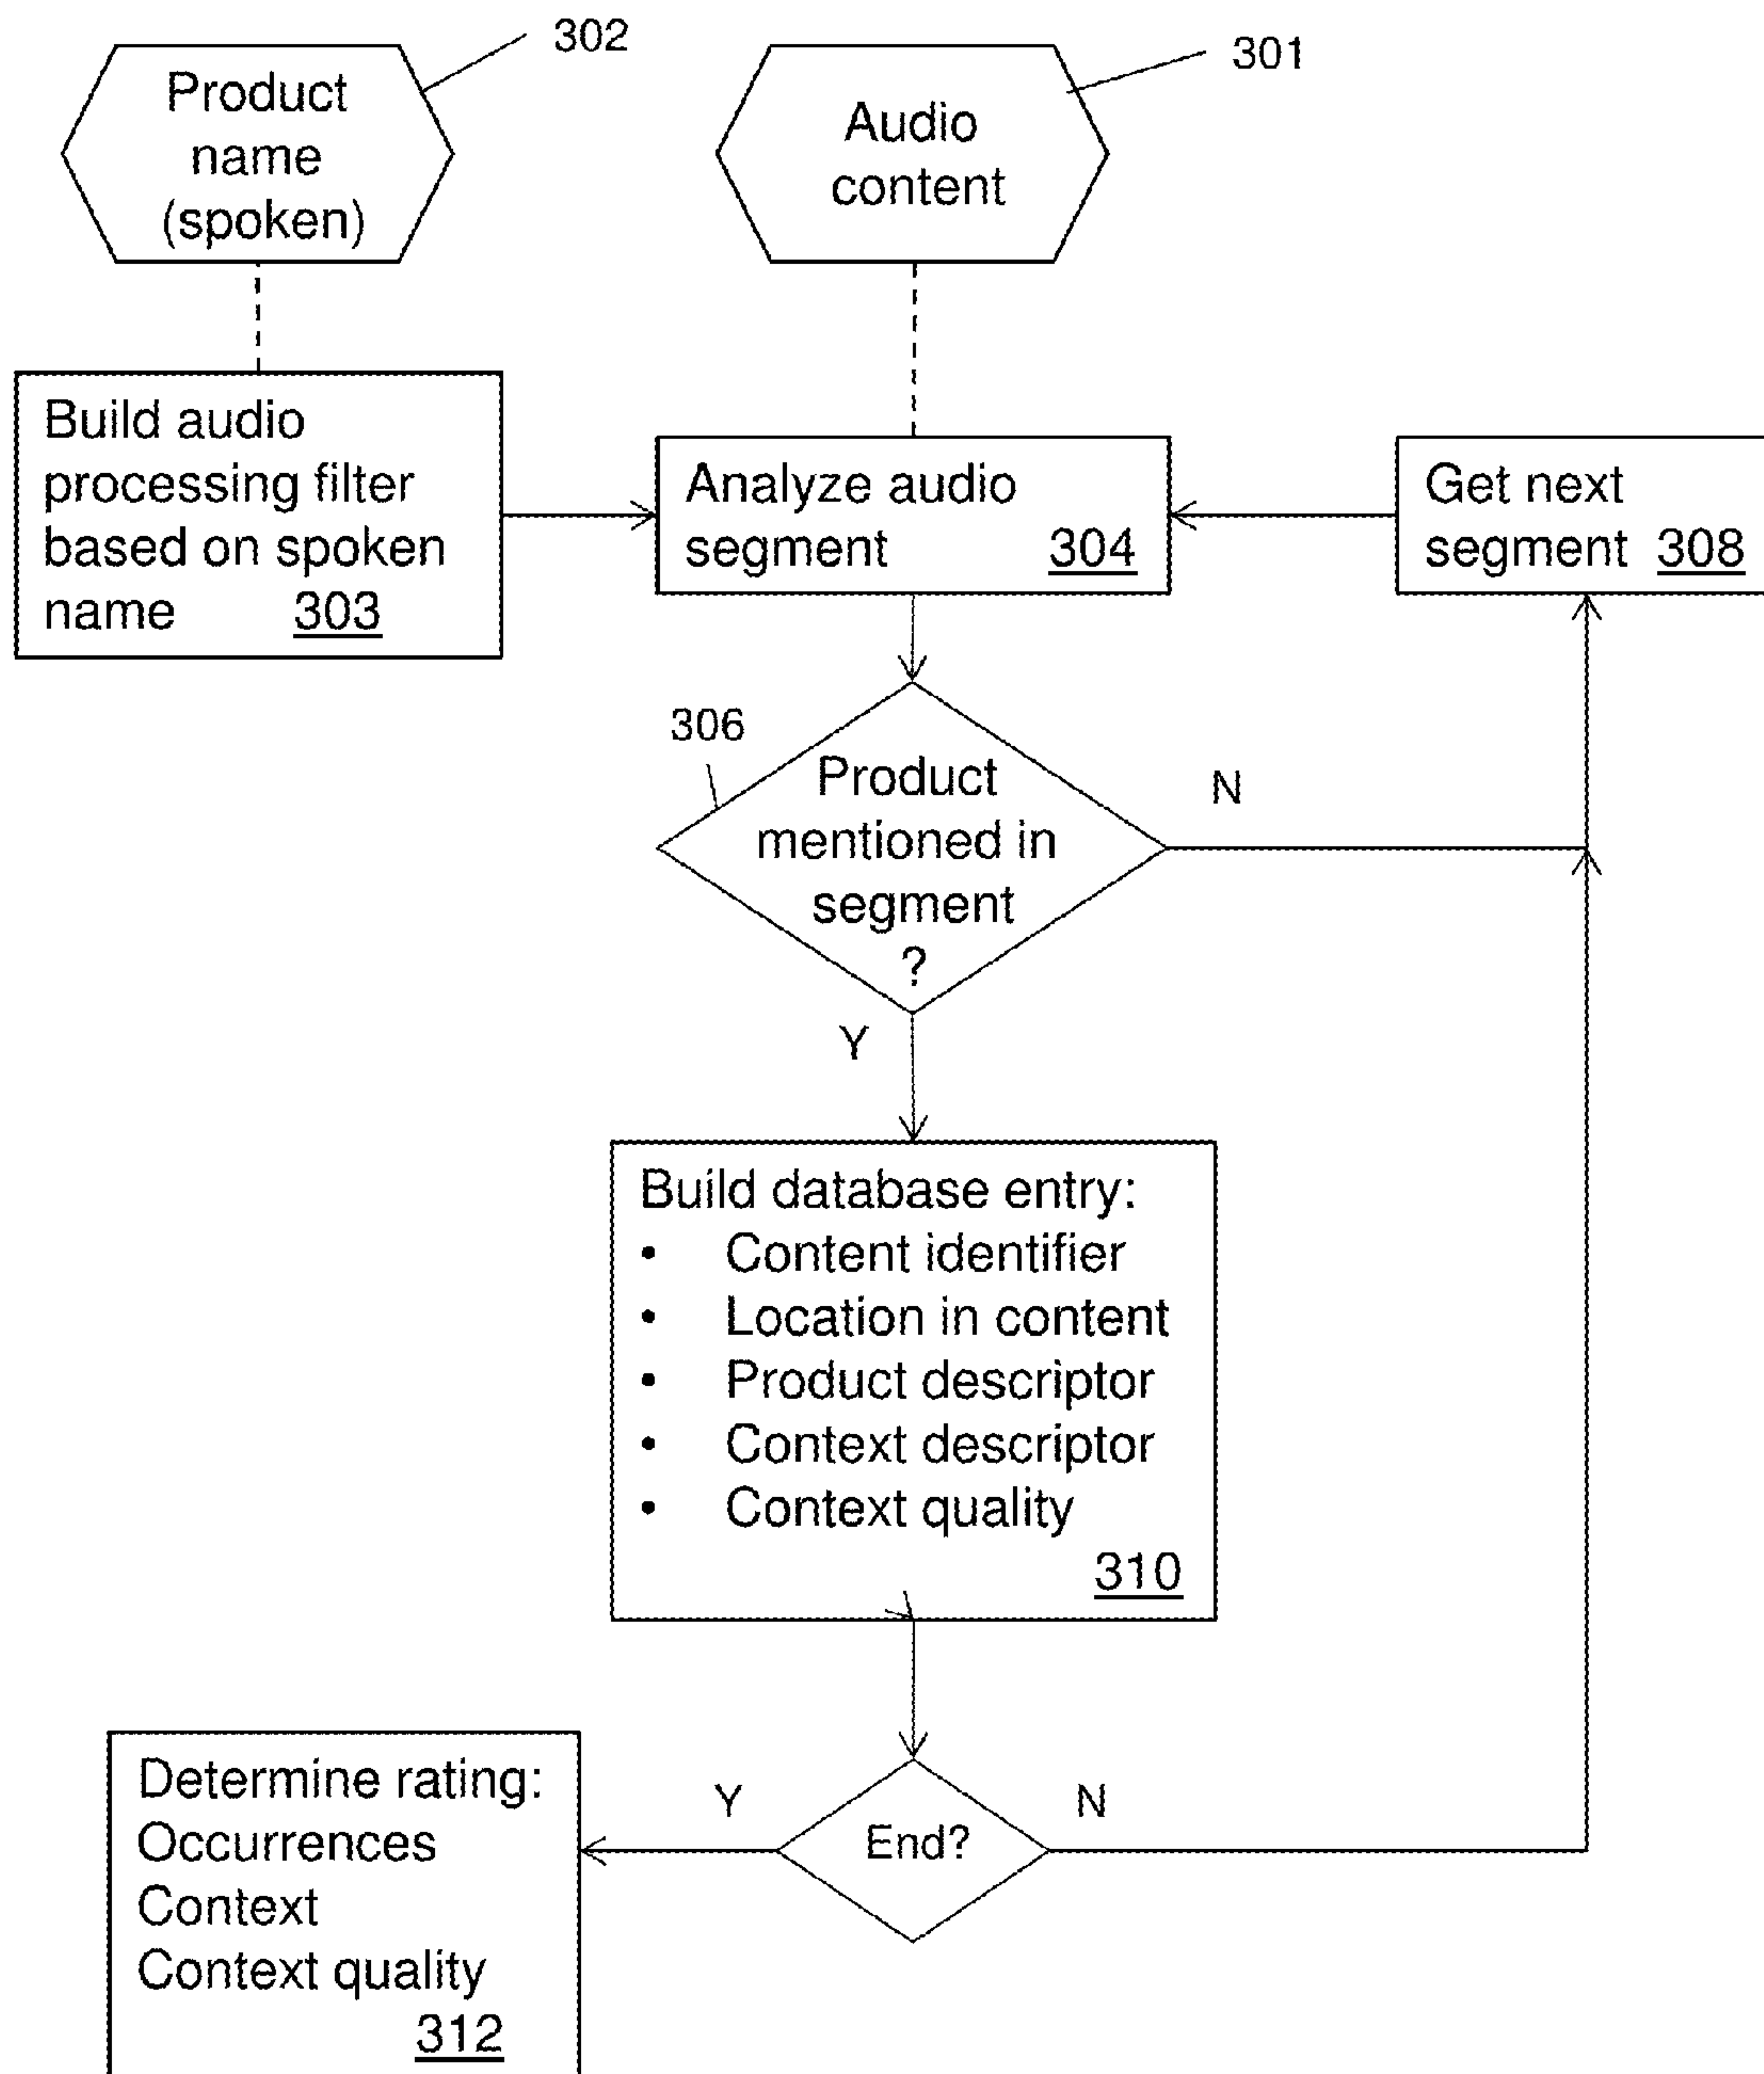 302
Product
name
(spoken)
301
Audio
content
Build audio
processing filter
based on spoken
name 303
Analyze audio
segment 304
Get next
segment 308
306
Product
mentioned in
segment
?
N
Y
Build database entry:
• Content identifier
• Location in content
• Product descriptor
• Context descriptor
• Context quality
310
Determine rating:
Occurrences
Context
Context quality
312
Y
End?
N